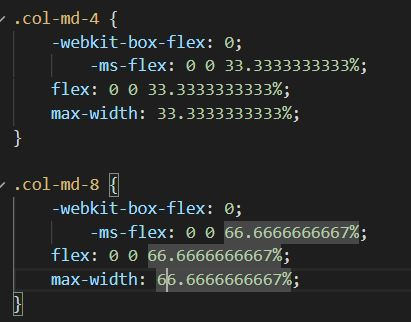 .col-md-4 {
-webkit-box-flex: 0;
-ms-flex: 0 0 33.3333333333%;
flex: 0 0 33.3333333333%;
max-width: 33.3333333333%;
}
.col-md-8 {
-webkit-box-flex: 0;
-ms-flex: 0 0 66.6666666667%;
flex: 0 0 66.6666666667%;
max-width: 66.6666666667%;
}